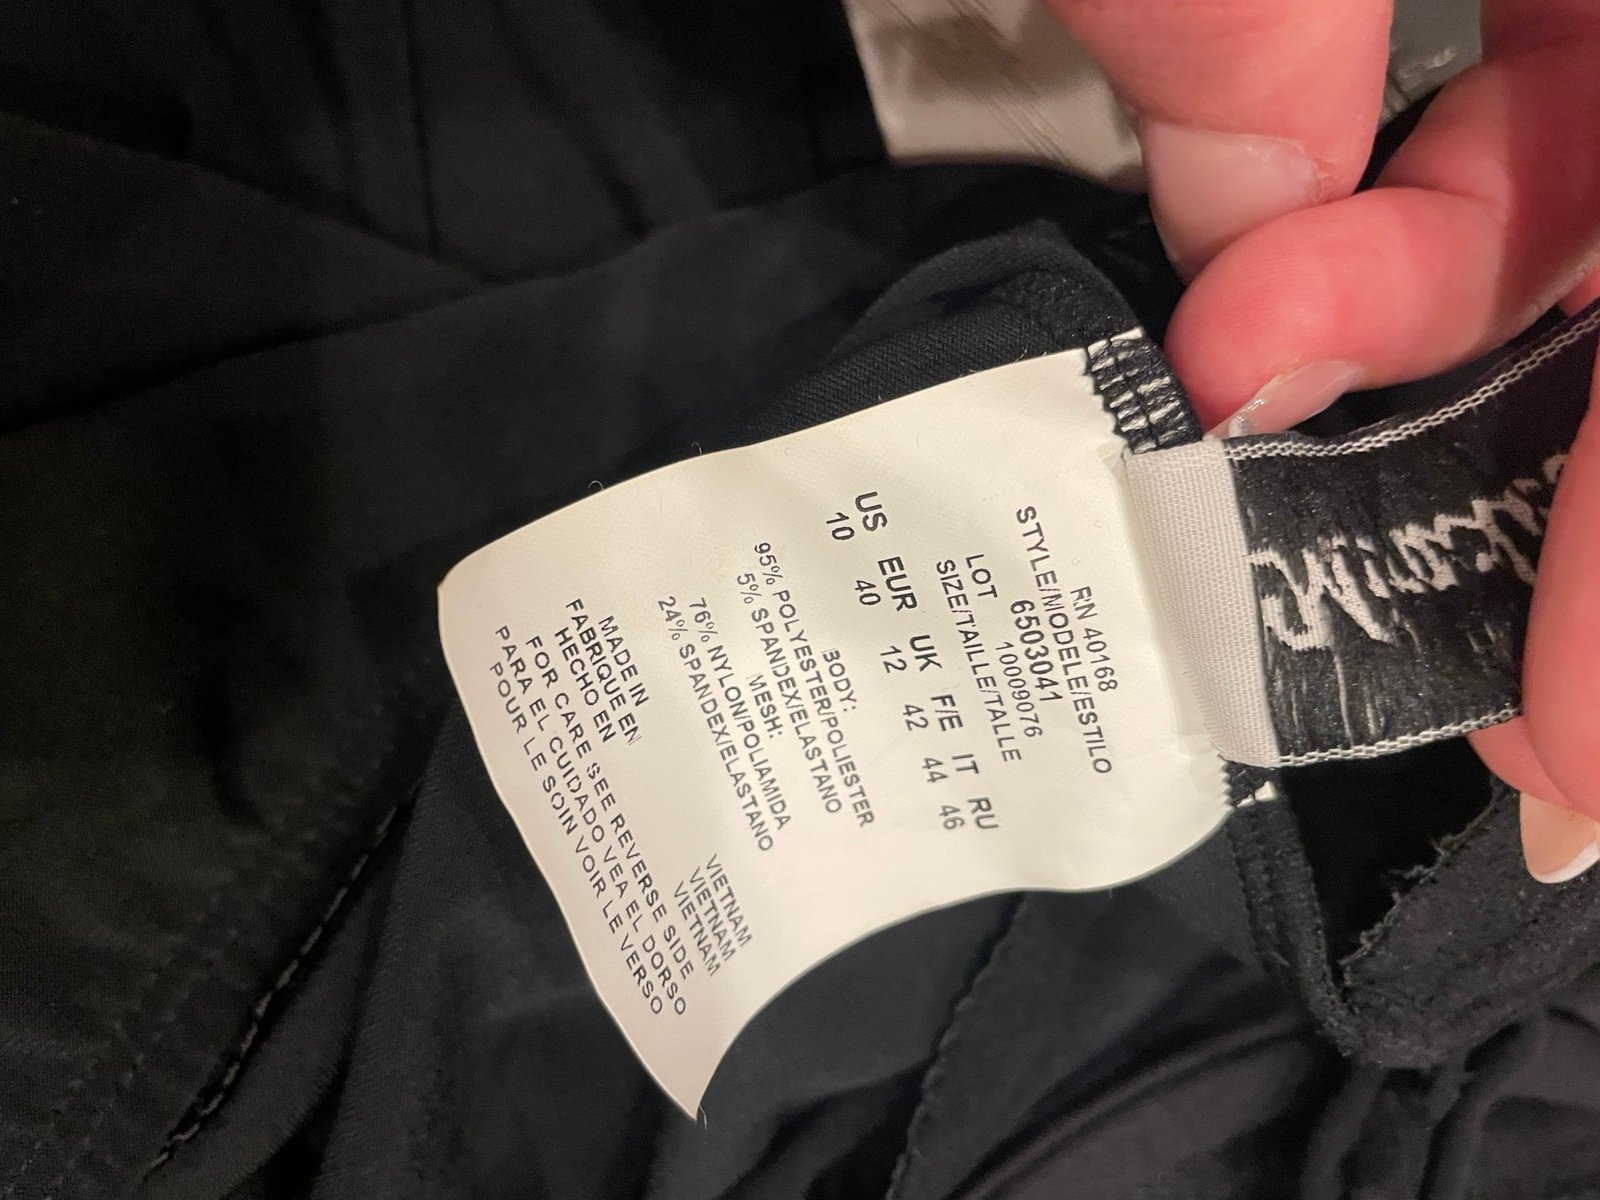 RN 40168
STYLE/MODELE/ESTILO
6503041
LOT 10009076
SIZE/TAILLE/TALLE
US EUR UK F/E IT RU
10 40 12 42 44 46
BODY:
95% POLYESTER/POLIESTER
5% SPANDEX/ELASTANO
MESH:
76% NYLON/POLIAMIDA
24% SPANDEX/ELASTANO
MADE IN VIETNAM
FABRIQUE EN VIETNAM
HECHO EN VIETNAM
FOR CARE SEE REVERSE SIDE
PARA EL CUIDADO VEA EL DORSO
POUR LE SOIN VOIR LE VERSO